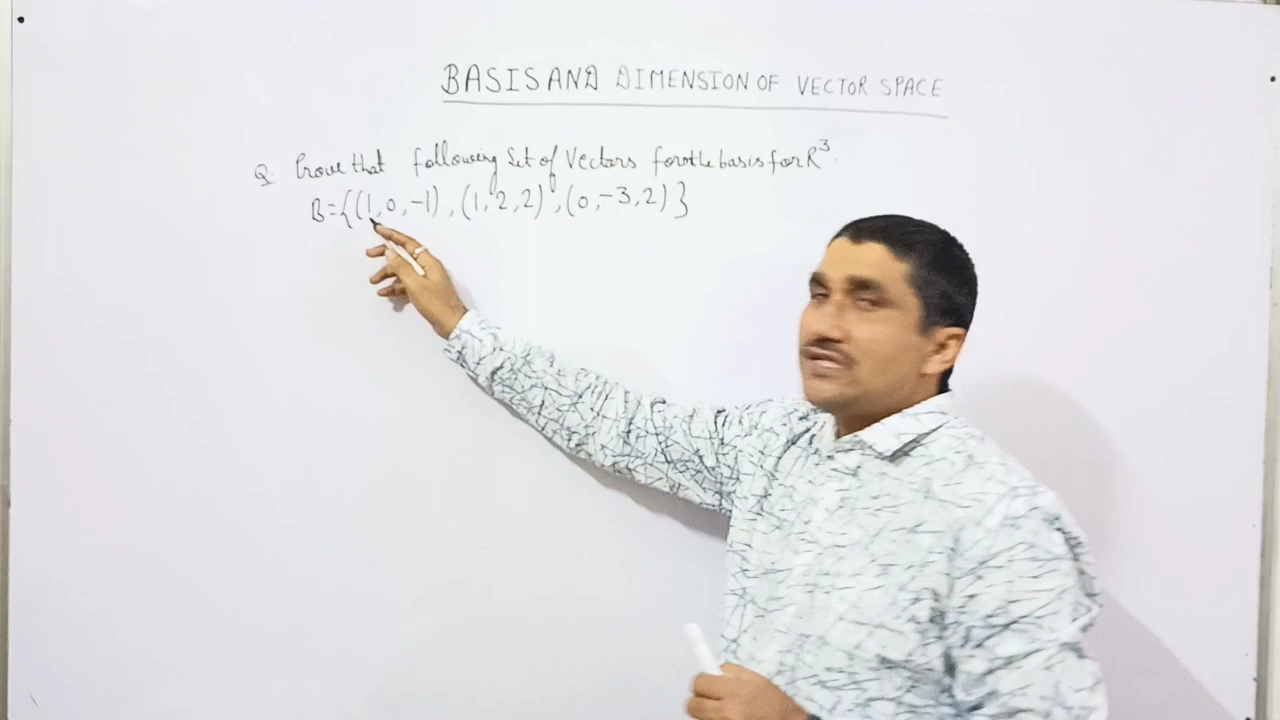 BASIS AND DIMENSION OF VECTOR SPACE
Q. Prove that following set of vectors form the basis for R³.
B={(1,0,-1),(1,2,2),(0,-3,2)}